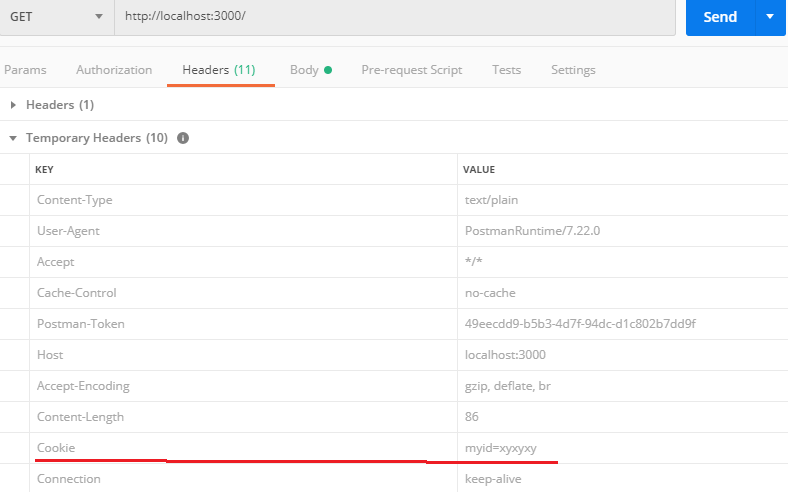 GET http://localhost:3000/ Send
Params Authorization Headers (11) Body Pre-request Script Tests Settings
Headers (1)
Temporary Headers (10) i
KEY VALUE
Content-Type text/plain
User-Agent PostmanRuntime/7.22.0
Accept */*
Cache-Control no-cache
Postman-Token 49eecdd9-b5b3-4d7f-94dc-d1c802b7dd9f
Host localhost:3000
Accept-Encoding gzip, deflate, br
Content-Length 86
Cookie myid=xyxyxy
Connection keep-alive